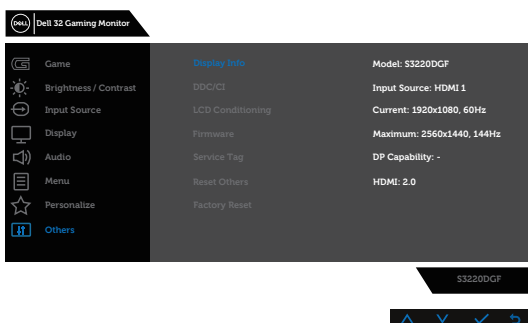 DELL
Dell 32 Gaming Monitor
Game
Display Info
Model: S3220DGF
Brightness / Contrast
DDC/CI
Input Source: HDMI 1
Input Source
LCD Conditioning
Current: 1920x1080, 60Hz
Display
Firmware
Maximum: 2560x1440, 144Hz
Audio
Service Tag
DP Capability: -
Menu
Reset Others
HDMI: 2.0
Personalize
Factory Reset
Others
S3220DGF